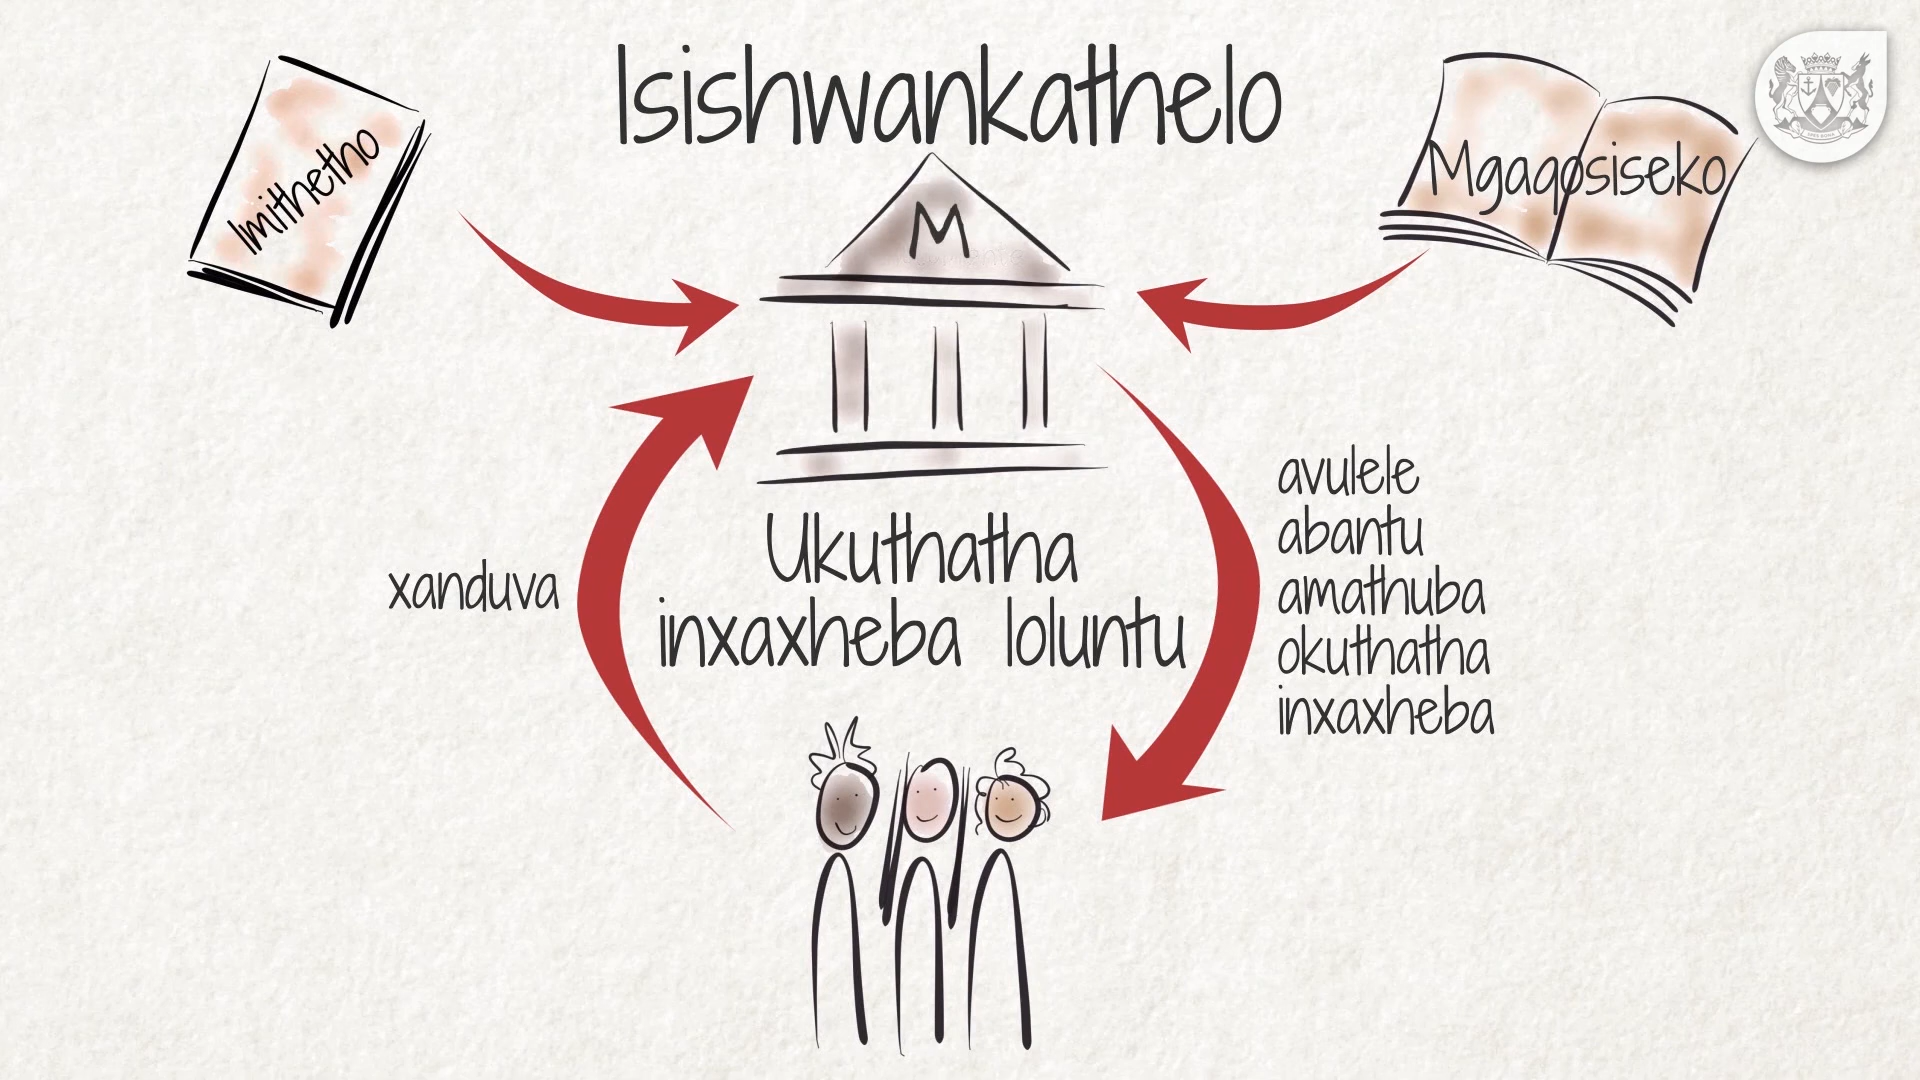 Isishwankathelo
Imithetho
Mgaqosiseko
M
avulele
abantu
amathuba
okuthatha
inxaxheba
xanduva
Ukuthatha
inxaxheba loluntu